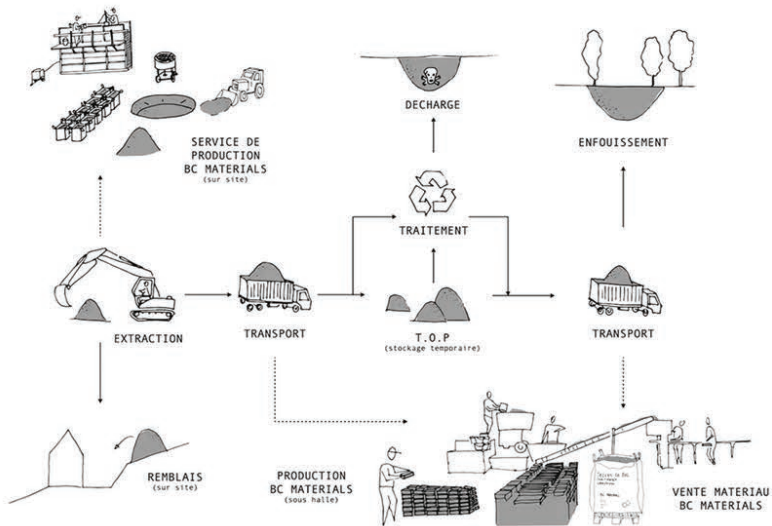 DECHARGE
ENFOUISSEMENT
SERVICE DE
PRODUCTION
BC MATERIALS
(sur site)
TRAITEMENT
EXTRACTION
TRANSPORT
T.O.P
(stockage temporaire)
TRANSPORT
REMBLAIS
(sur site)
PRODUCTION
BC MATERIALS
(sous halle)
VENTE MATERIAU
BC MATERIALS